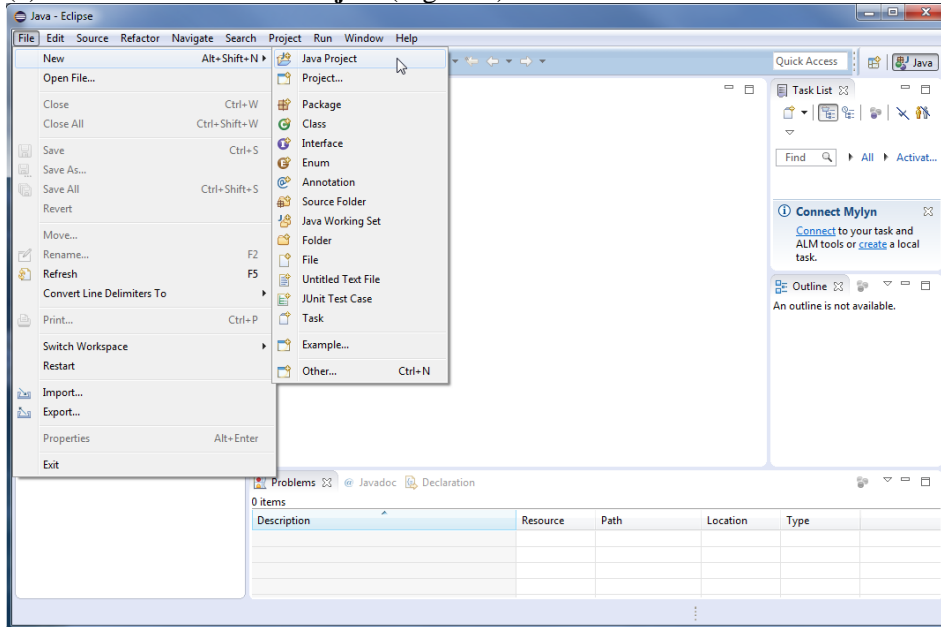 Java - Eclipse
File Edit Source Refactor Navigate Search Project Run Window Help
New Alt+Shift+N
Open File...
Close Ctrl+W
Close All Ctrl+Shift+W
Save Ctrl+S
Save As...
Save All Ctrl+Shift+S
Revert
Move...
Rename... F2
Refresh F5
Convert Line Delimiters To
Print... Ctrl+P
Switch Workspace
Restart
Import...
Export...
Properties Alt+Enter
Exit
Java Project
Project...
Package
Class
Interface
Enum
Annotation
Source Folder
Java Working Set
Folder
File
Untitled Text File
JUnit Test Case
Task
Example...
Other... Ctrl+N
Quick Access Java
Task List
Find All Activat...
Connect Mylyn
Connect to your task and
ALM tools or create a local
task.
Outline
An outline is not available.
Problems @ Javadoc Declaration
0 items
Description Resource Path Location Type